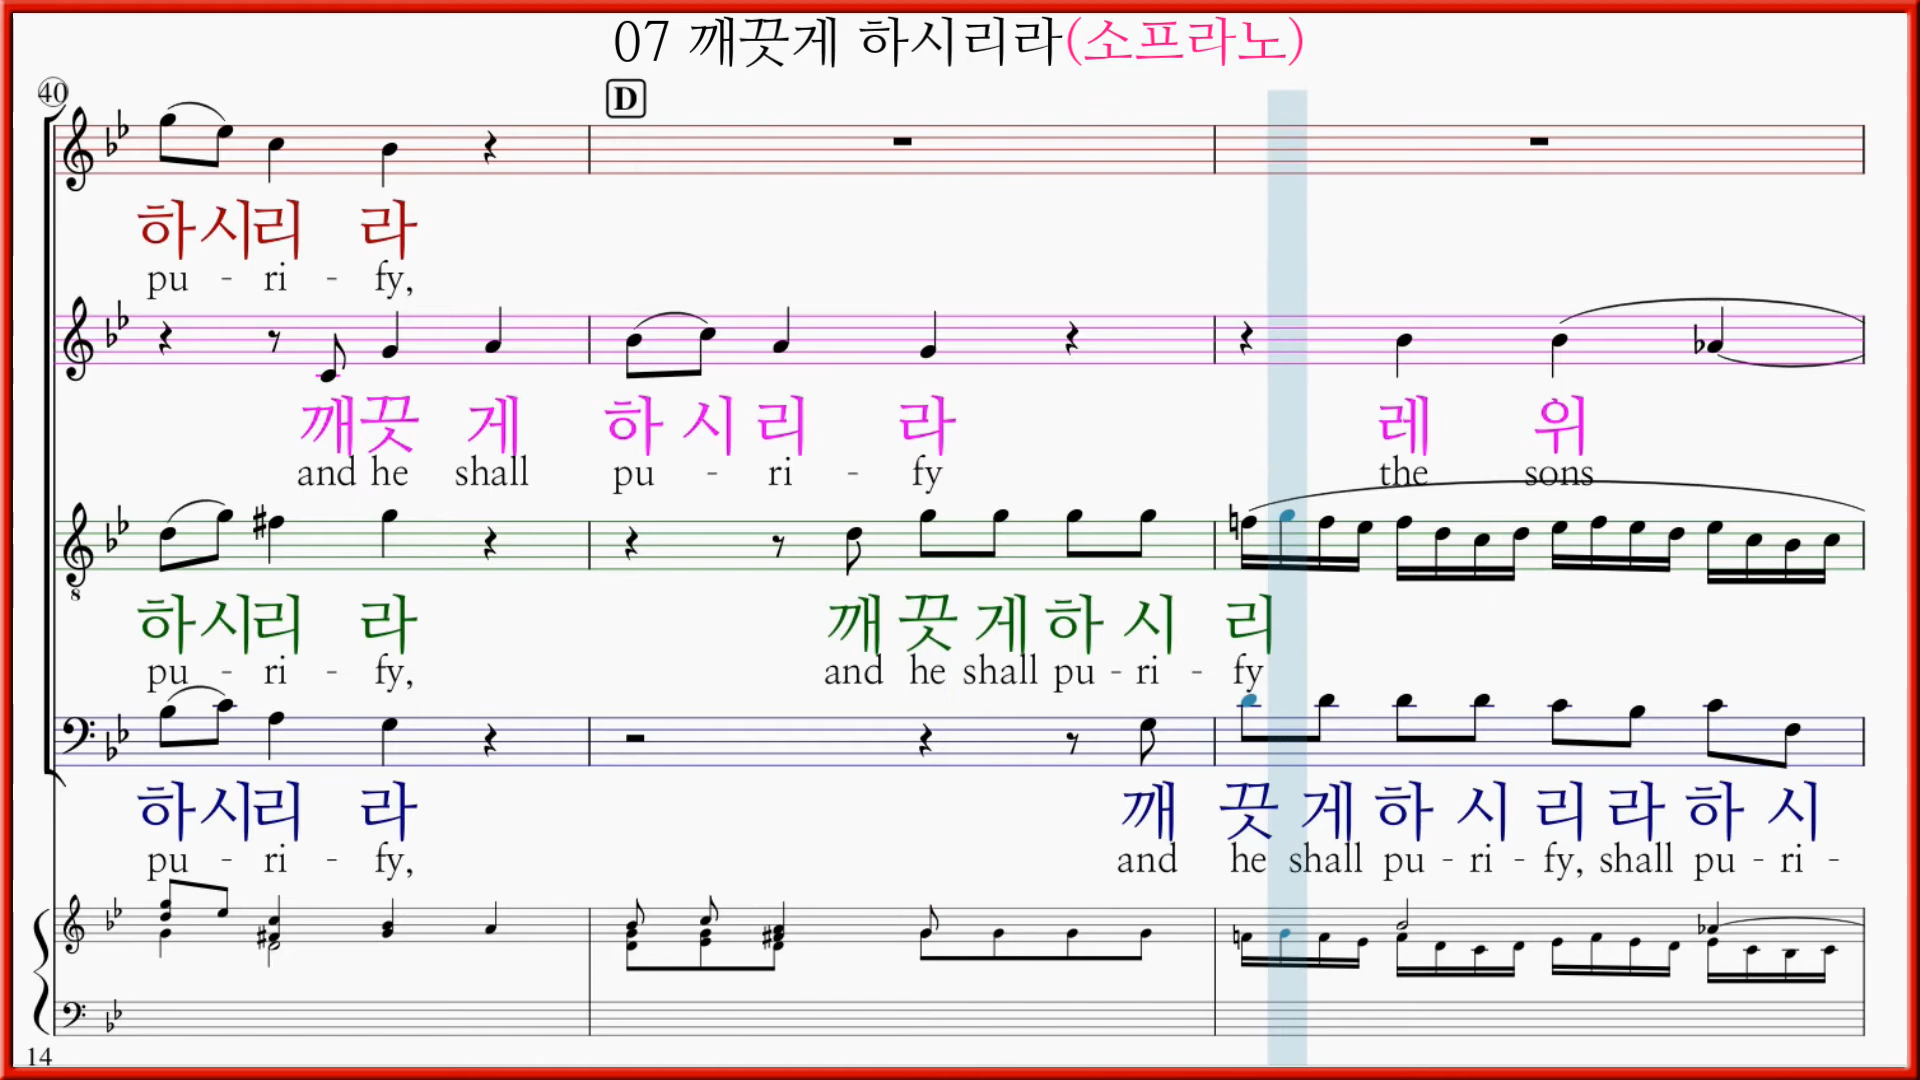 07 깨끗게 하시리라(소프라노)
40
D
하시리 라
pu - ri - fy,
깨끗 게 하 시 리 라 레 위
and he shall pu - ri - fy the sons
하시리 라 깨 끗 게 하 시 리
pu - ri - fy, and he shall pu - ri - fy
하시리 라 깨 끗 게 하 시 리 라 하 시
pu - ri - fy, and he shall pu - ri - fy, shall pu - ri -
14